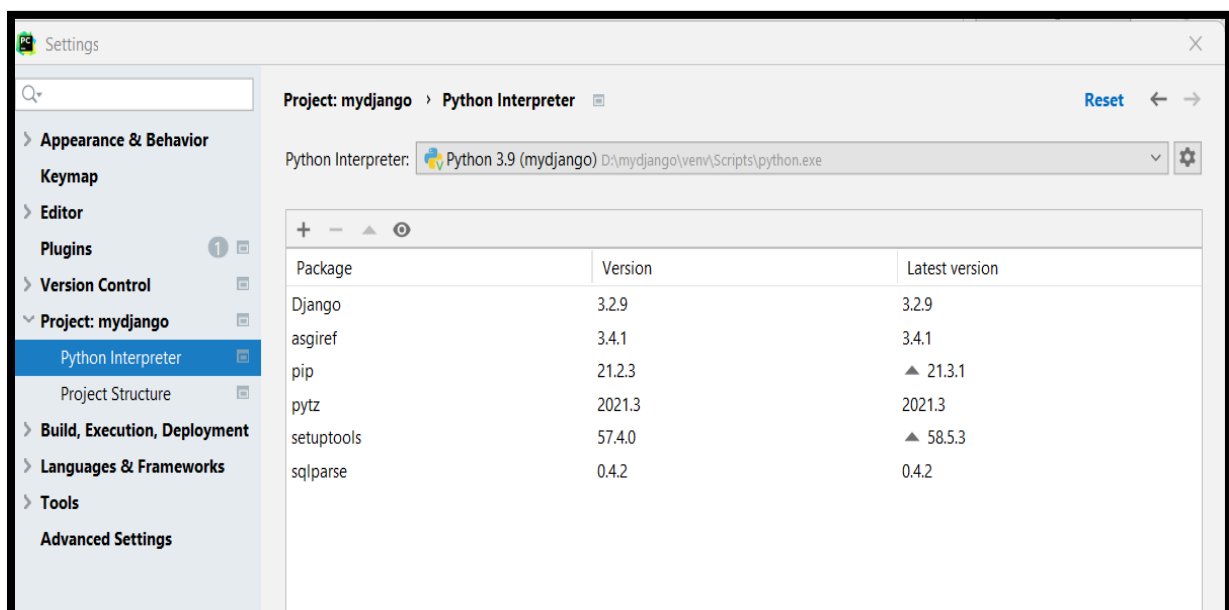 PC
Settings
Appearance & Behavior
Keymap
Editor
Plugins 1
Version Control
Project: mydjango
Python Interpreter
Project Structure
Build, Execution, Deployment
Languages & Frameworks
Tools
Advanced Settings
Project: mydjango › Python Interpreter Reset
Python Interpreter: Python 3.9 (mydjango) D:\mydjango\venv\Scripts\python.exe
Package Version Latest version
Django 3.2.9 3.2.9
asgiref 3.4.1 3.4.1
pip 21.2.3 21.3.1
pytz 2021.3 2021.3
setuptools 57.4.0 58.5.3
sqlparse 0.4.2 0.4.2